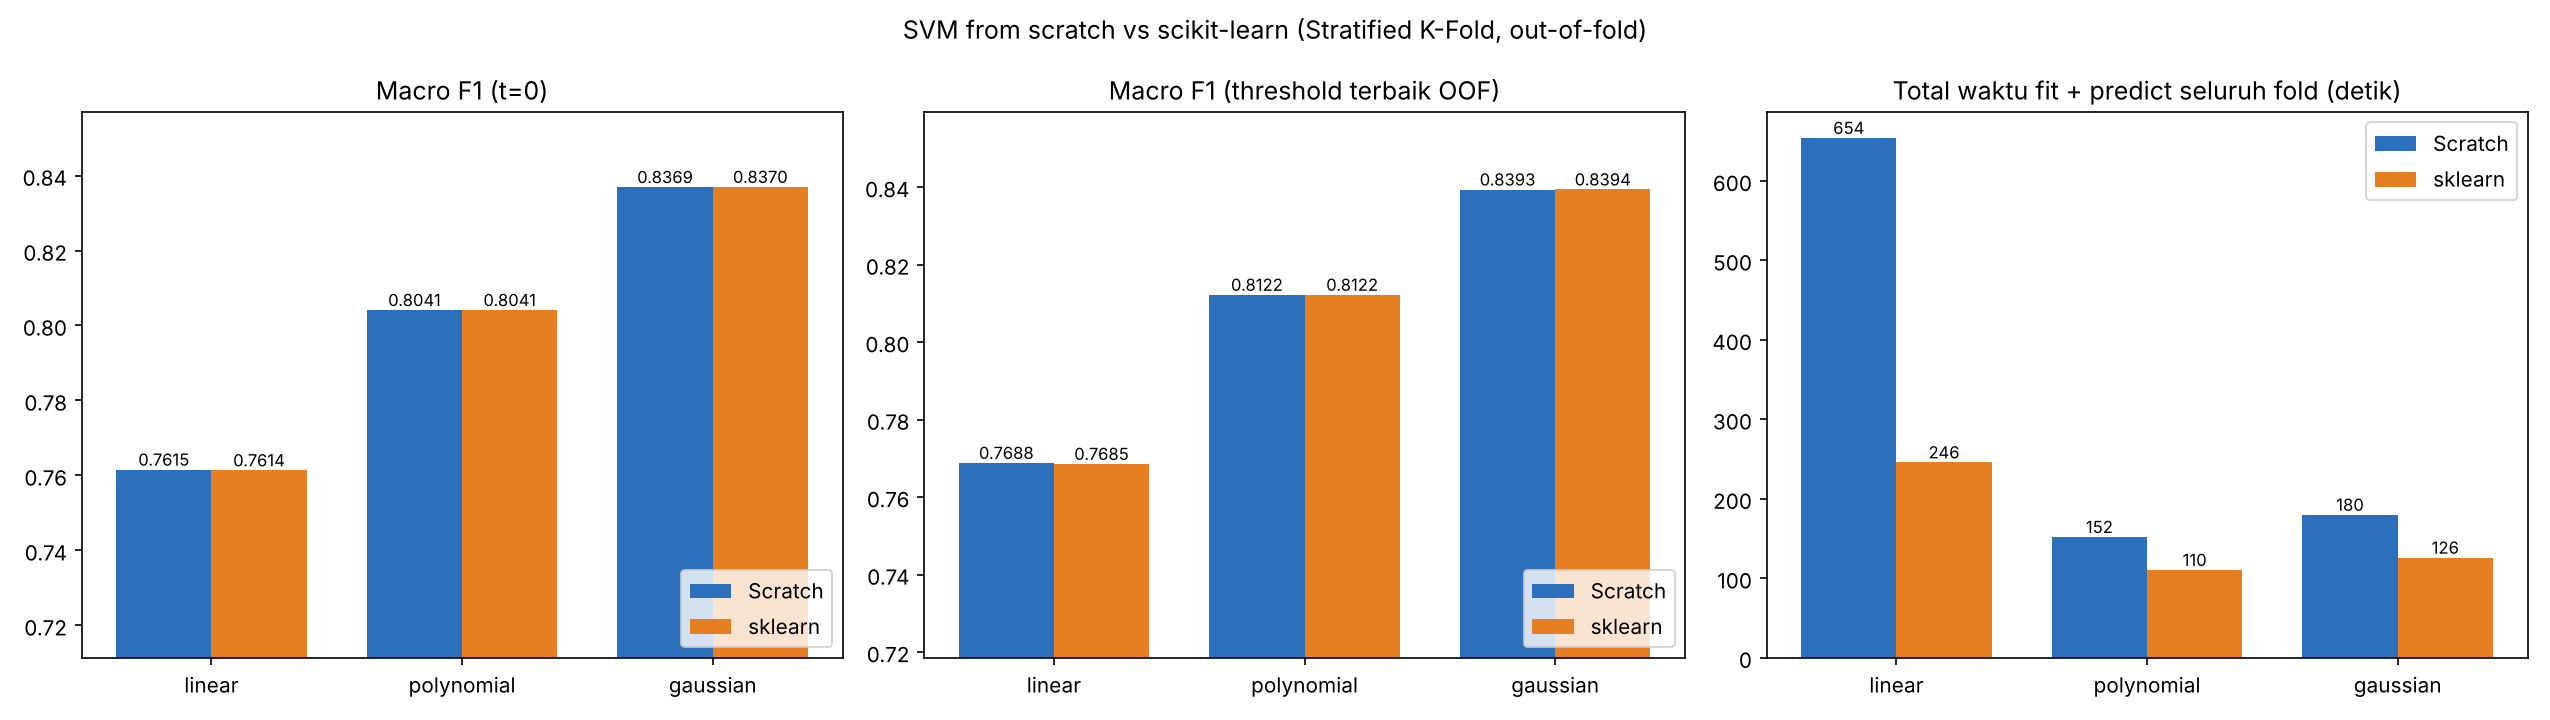 SVM from scratch vs scikit-learn (Stratified K-Fold, out-of-fold)
Macro F1 (t=0)
0.84
0.82
0.80
0.78
0.76
0.74
0.72
0.7615
0.7614
0.8041
0.8041
0.8369
0.8370
Scratch
sklearn
linear
polynomial
gaussian
Macro F1 (threshold terbaik OOF)
0.84
0.82
0.80
0.78
0.76
0.74
0.72
0.7688
0.7685
0.8122
0.8122
0.8393
0.8394
Scratch
sklearn
linear
polynomial
gaussian
Total waktu fit + predict seluruh fold (detik)
600
500
400
300
200
100
0
654
246
152
110
180
126
Scratch
sklearn
linear
polynomial
gaussian